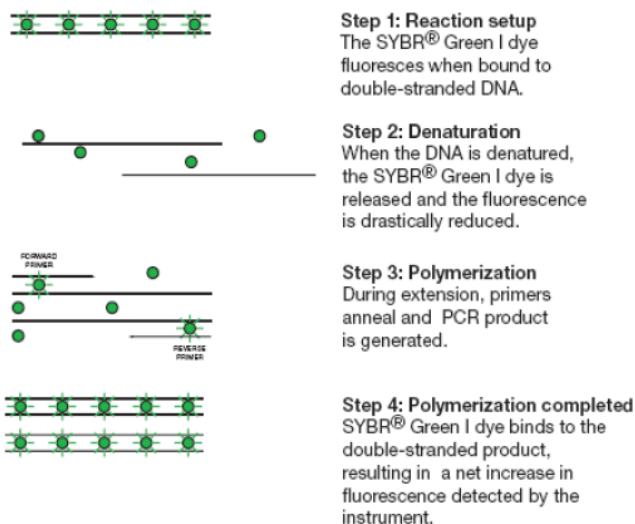 Step 1: Reaction setup
The SYBR® Green I dye
fluoresces when bound to
double-stranded DNA.
Step 2: Denaturation
When the DNA is denatured,
the SYBR® Green I dye is
released and the fluorescence
is drastically reduced.
FORWARD
PRIMER
Step 3: Polymerization
During extension, primers
anneal and PCR product
is generated.
REVERSE
PRIMER
Step 4: Polymerization completed
SYBR® Green I dye binds to the
double-stranded product,
resulting in a net increase in
fluorescence detected by the
instrument.